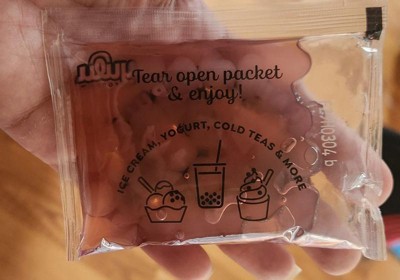 Tear open packet
& enjoy!
ICE CREAM, YOGURT, COLD TEAS & MORE